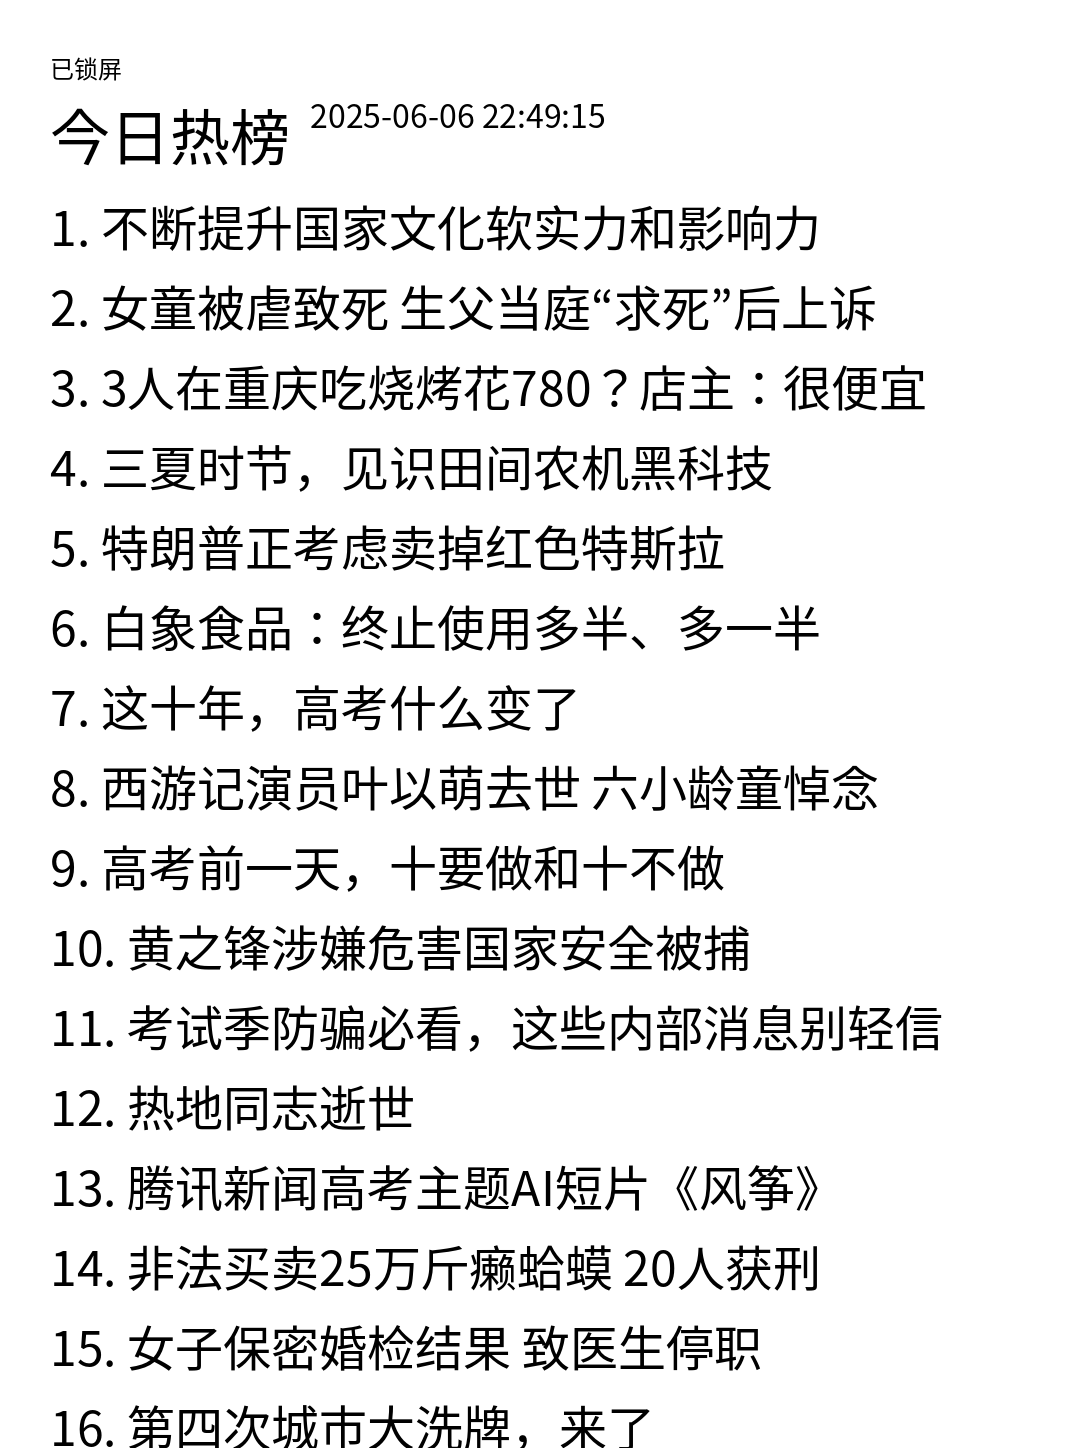 已锁屏
今日热榜 2025-06-06 22:49:15
1. 不断提升国家文化软实力和影响力
2. 女童被虐致死 生父当庭“求死”后上诉
3. 3人在重庆吃烧烤花780？店主：很便宜
4. 三夏时节，见识田间农机黑科技
5. 特朗普正考虑卖掉红色特斯拉
6. 白象食品：终止使用多半、多一半
7. 这十年，高考什么变了
8. 西游记演员叶以萌去世 六小龄童悼念
9. 高考前一天，十要做和十不做
10. 黄之锋涉嫌危害国家安全被捕
11. 考试季防骗必看，这些内部消息别轻信
12. 热地同志逝世
13. 腾讯新闻高考主题AI短片《风筝》
14. 非法买卖25万斤癞蛤蟆 20人获刑
15. 女子保密婚检结果 致医生停职
16. 第四次城市大洗牌，来了